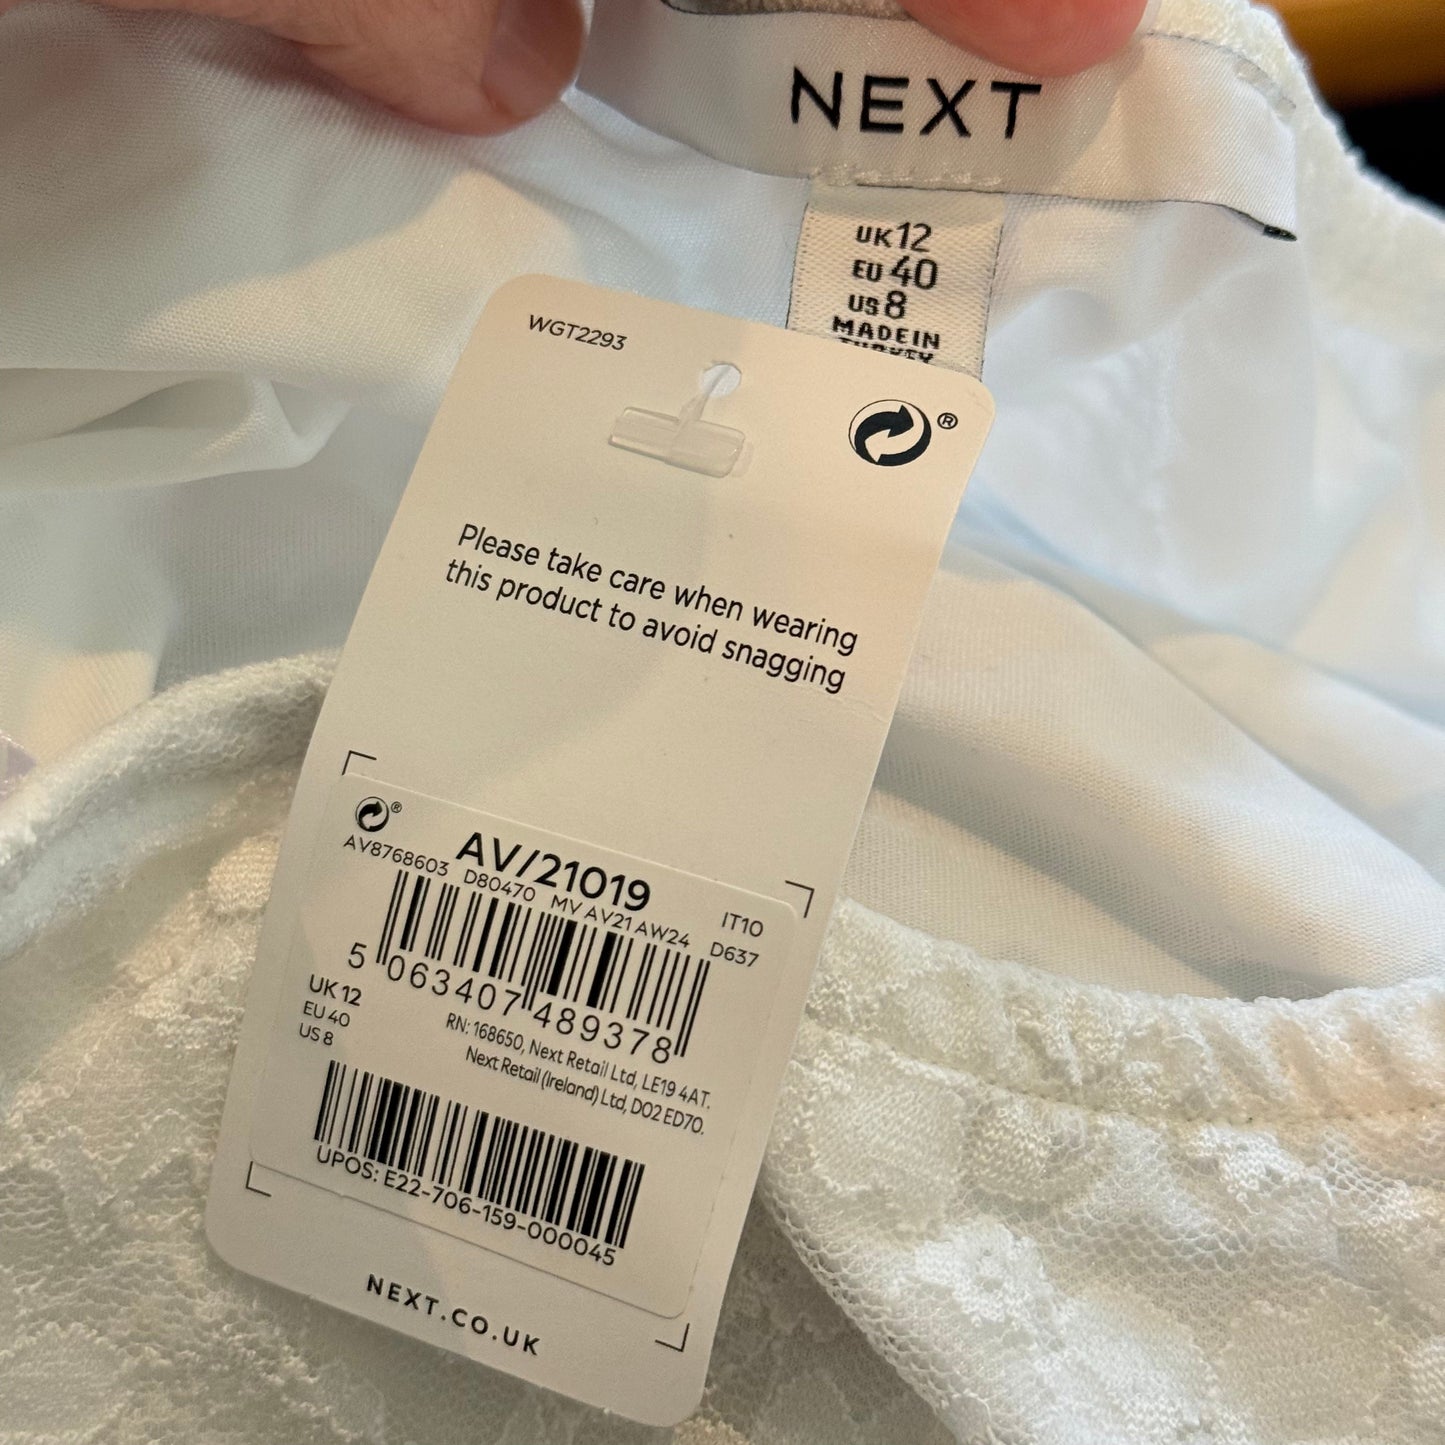 NEXT
UK 12
EU 40
US 8
MADE IN
TURKEY
WGT2293
®
Please take care when wearing
this product to avoid snagging
®
AV/21019
AV8768603 D80470 MV AV21 AW24
IT10
D637
5 063407 489378
UK 12
EU 40
US 8
RN: 168650, Next Retail Ltd, LE19 4AT.
Next Retail (Ireland) Ltd, D02 ED70.
UPOS: E22-706-159-000045
NEXT.CO.UK